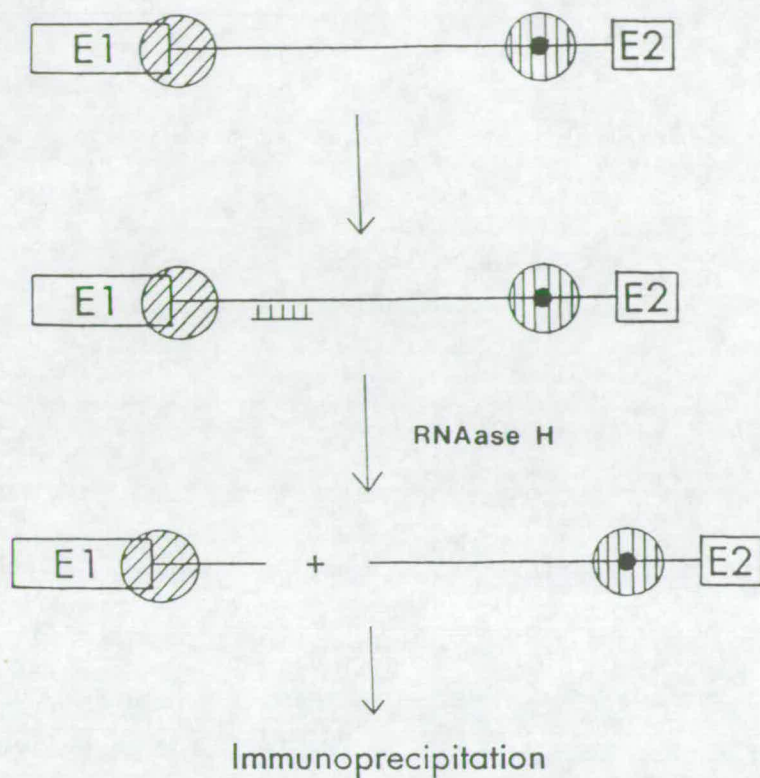 E1 E2
E1 E2
RNAase H
E1 + E2
Immunoprecipitation